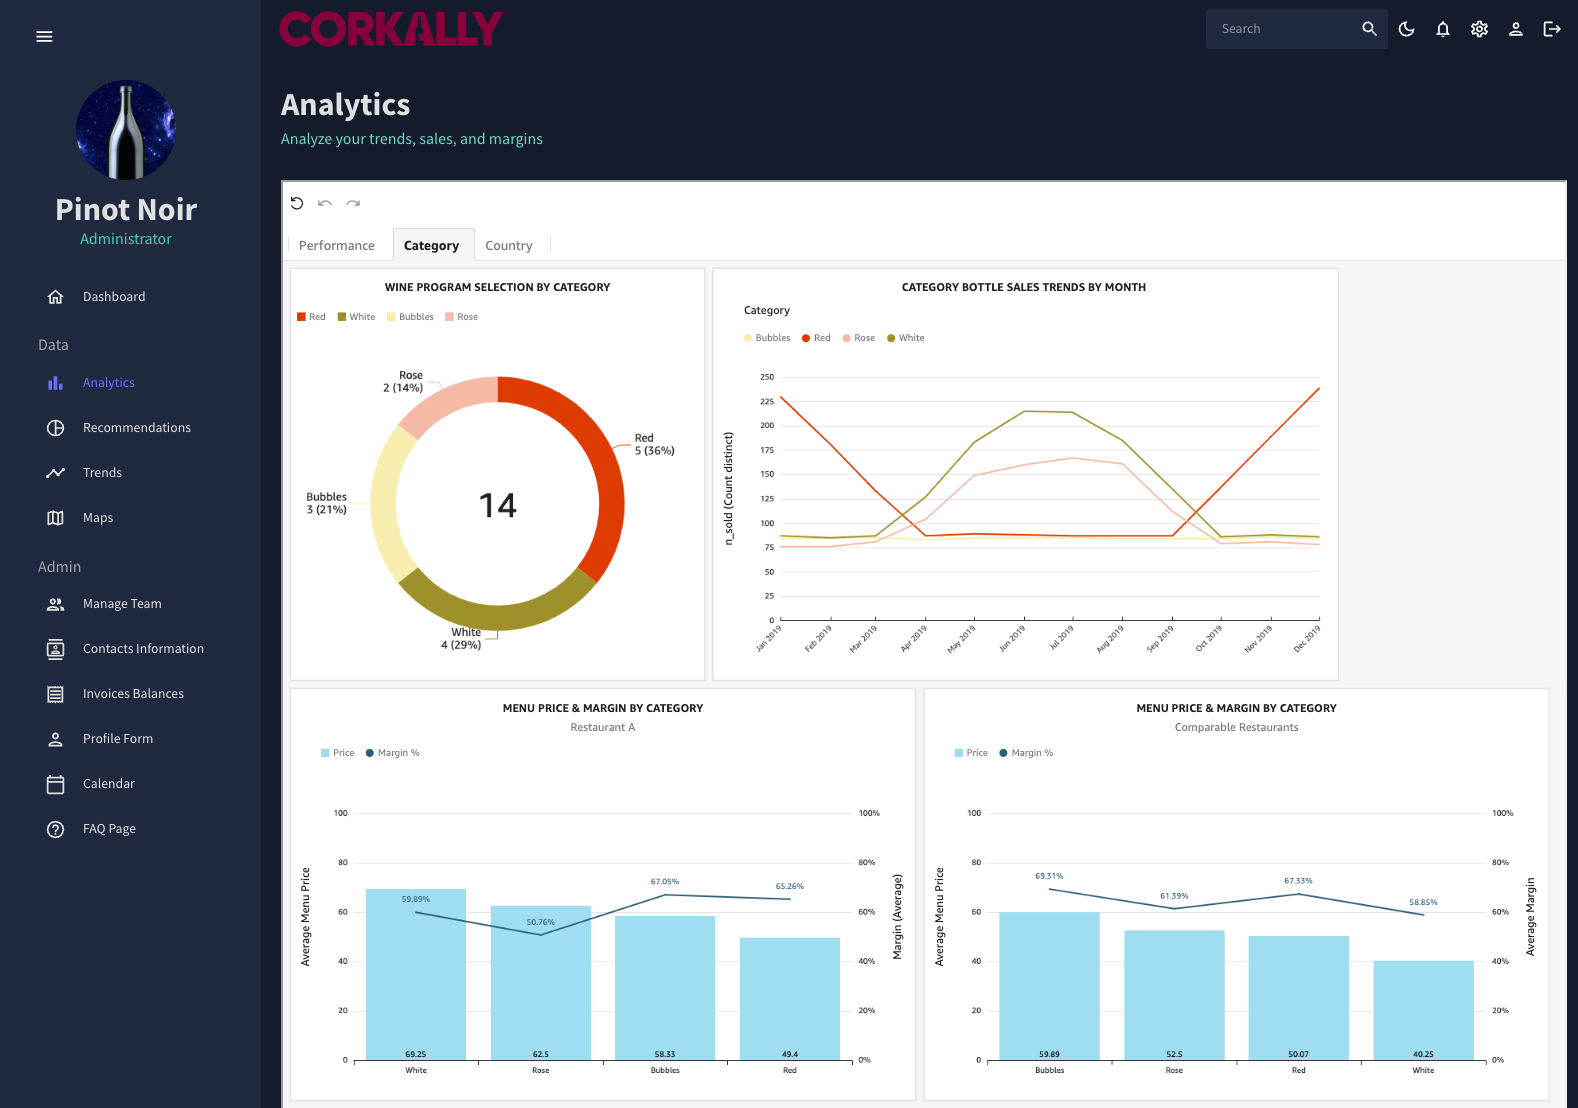 CORKALLY
Search
Pinot Noir
Administrator
Dashboard
Data
Analytics
Recommendations
Trends
Maps
Admin
Manage Team
Contacts Information
Invoices Balances
Profile Form
Calendar
FAQ Page
Analytics
Analyze your trends, sales, and margins
Performance Category Country
WINE PROGRAM SELECTION BY CATEGORY
Red White Bubbles Rose
Rose
2 (14%)
Red
5 (36%)
Bubbles
3 (21%)
14
White
4 (29%)
CATEGORY BOTTLE SALES TRENDS BY MONTH
Category
Bubbles Red Rose White
n_sold (Count distinct)
250
225
200
175
150
125
100
75
50
25
0
Jan 2019 Feb 2019 Mar 2019 Apr 2019 May 2019 Jun 2019 Jul 2019 Aug 2019 Sep 2019 Oct 2019 Nov 2019 Dec 2019
MENU PRICE & MARGIN BY CATEGORY
Restaurant A
Price Margin %
Average Menu Price
100
80
60
40
20
0
59.89% 50.76% 67.05% 65.26%
69.25 62.5 58.33 49.4
White Rose Bubbles Red
100%
80%
60%
40%
20%
0%
Margin (Average)
MENU PRICE & MARGIN BY CATEGORY
Comparable Restaurants
Price Margin %
Average Menu Price
100
80
60
40
20
0
69.31% 61.39% 67.33% 58.85%
59.89 52.5 50.07 40.25
Bubbles Rose Red White
100%
80%
60%
40%
20%
0%
Average Margin